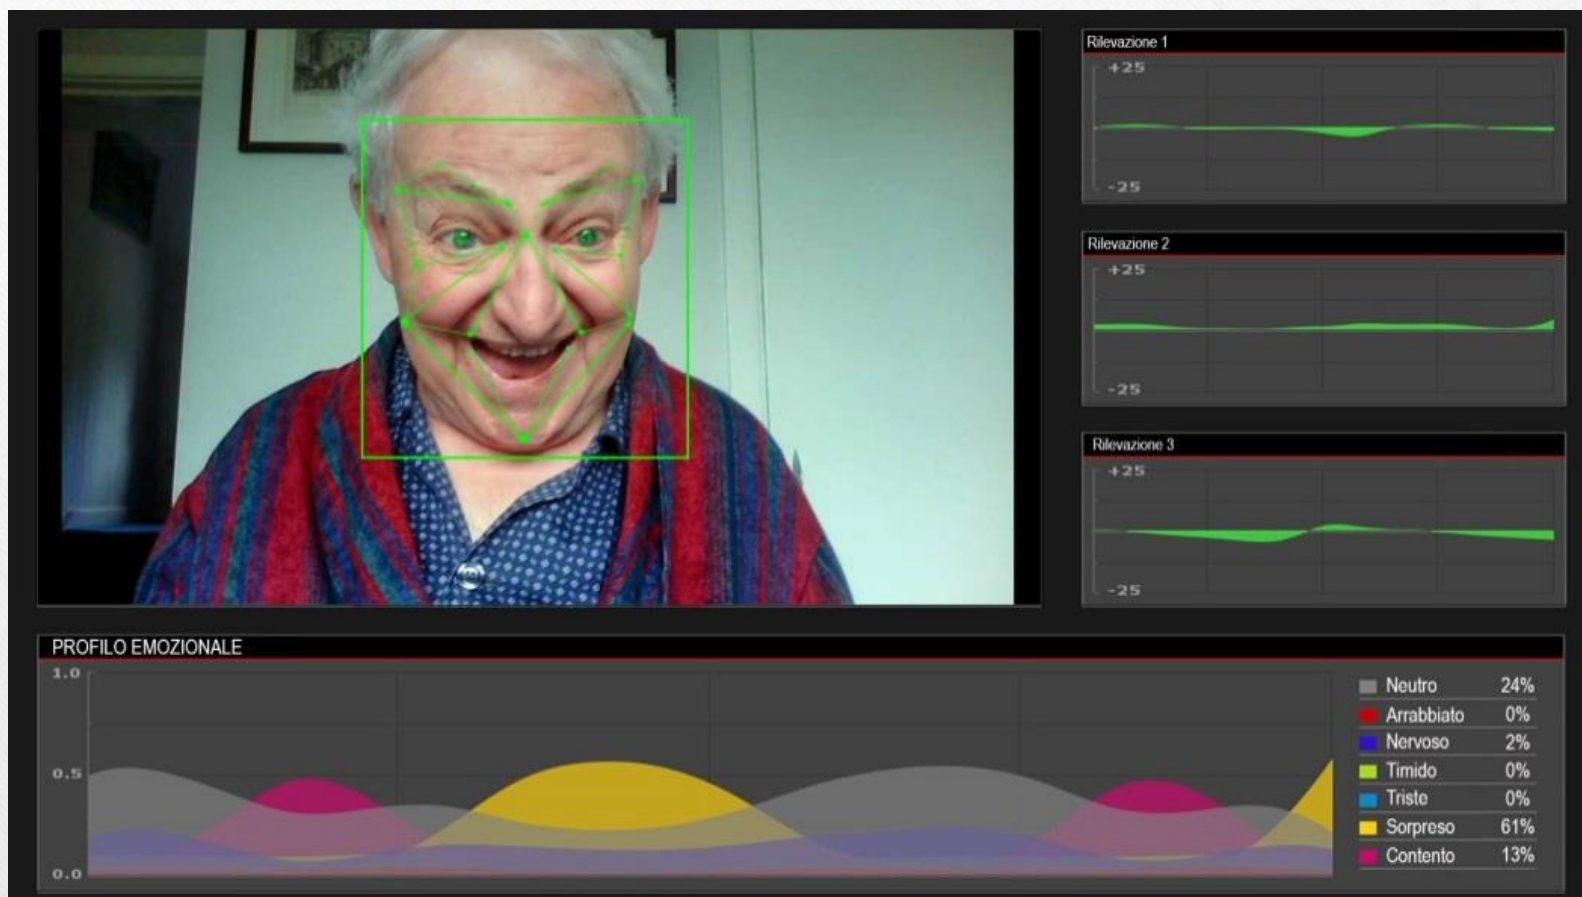 Rilevazione 1
+25
-25
Rilevazione 2
+25
-25
Rilevazione 3
+25
-25
PROFILO EMOZIONALE
1.0
0.5
0.0
Neutro 24%
Arrabbiato 0%
Nervoso 2%
Timido 0%
Triste 0%
Sorpreso 61%
Contento 13%